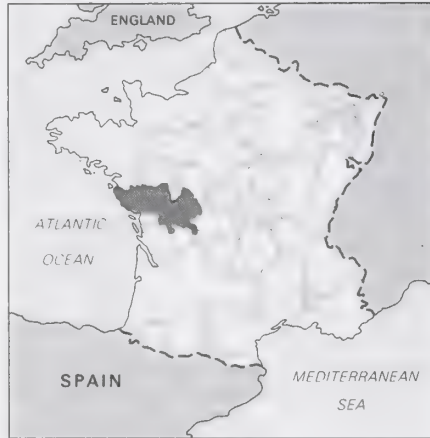 ENGLAND
ATLANTIC
OCEAN
SPAIN
MEDITERRANEAN
SEA